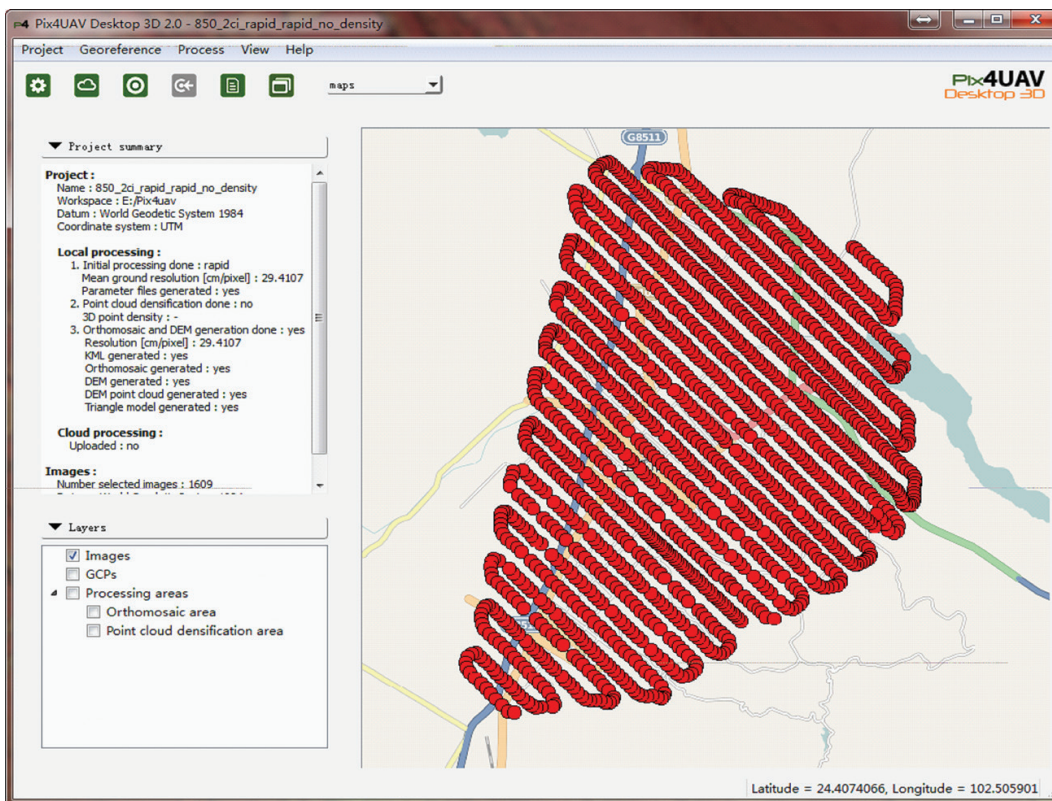 Pix4UAV Desktop 3D 2.0 - 850_2ci_rapid_rapid_no_density
Project Georeference Process View Help
maps
Pix4UAV
Desktop 3D
Project summary
Project :
Name : 850_2ci_rapid_rapid_no_density
Workspace : E:/Pix4uav
Datum : World Geodetic System 1984
Coordinate system : UTM
Local processing :
1. Initial processing done : rapid
Mean ground resolution [cm/pixel] : 29.4107
Parameter files generated : yes
2. Point cloud densification done : no
3D point density : -
3. Orthomosaic and DEM generation done : yes
Resolution [cm/pixel] : 29.4107
KML generated : yes
Orthomosaic generated : yes
DEM generated : yes
DEM point cloud generated : yes
Triangle model generated : yes
Cloud processing :
Uploaded : no
Images :
Number selected images : 1609
Layers
Images
GCPs
Processing areas
Orthomosaic area
Point cloud densification area
G8511
Latitude = 24.4074066, Longitude = 102.505901